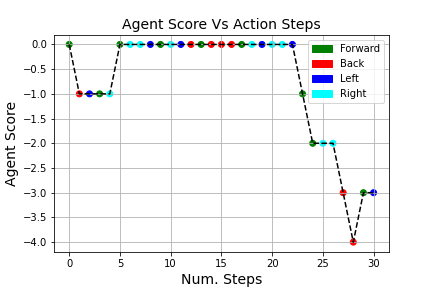 Agent Score Vs Action Steps
Agent Score
0.0
−0.5
−1.0
−1.5
−2.0
−2.5
−3.0
−3.5
−4.0
Forward
Back
Left
Right
0 5 10 15 20 25 30
Num. Steps